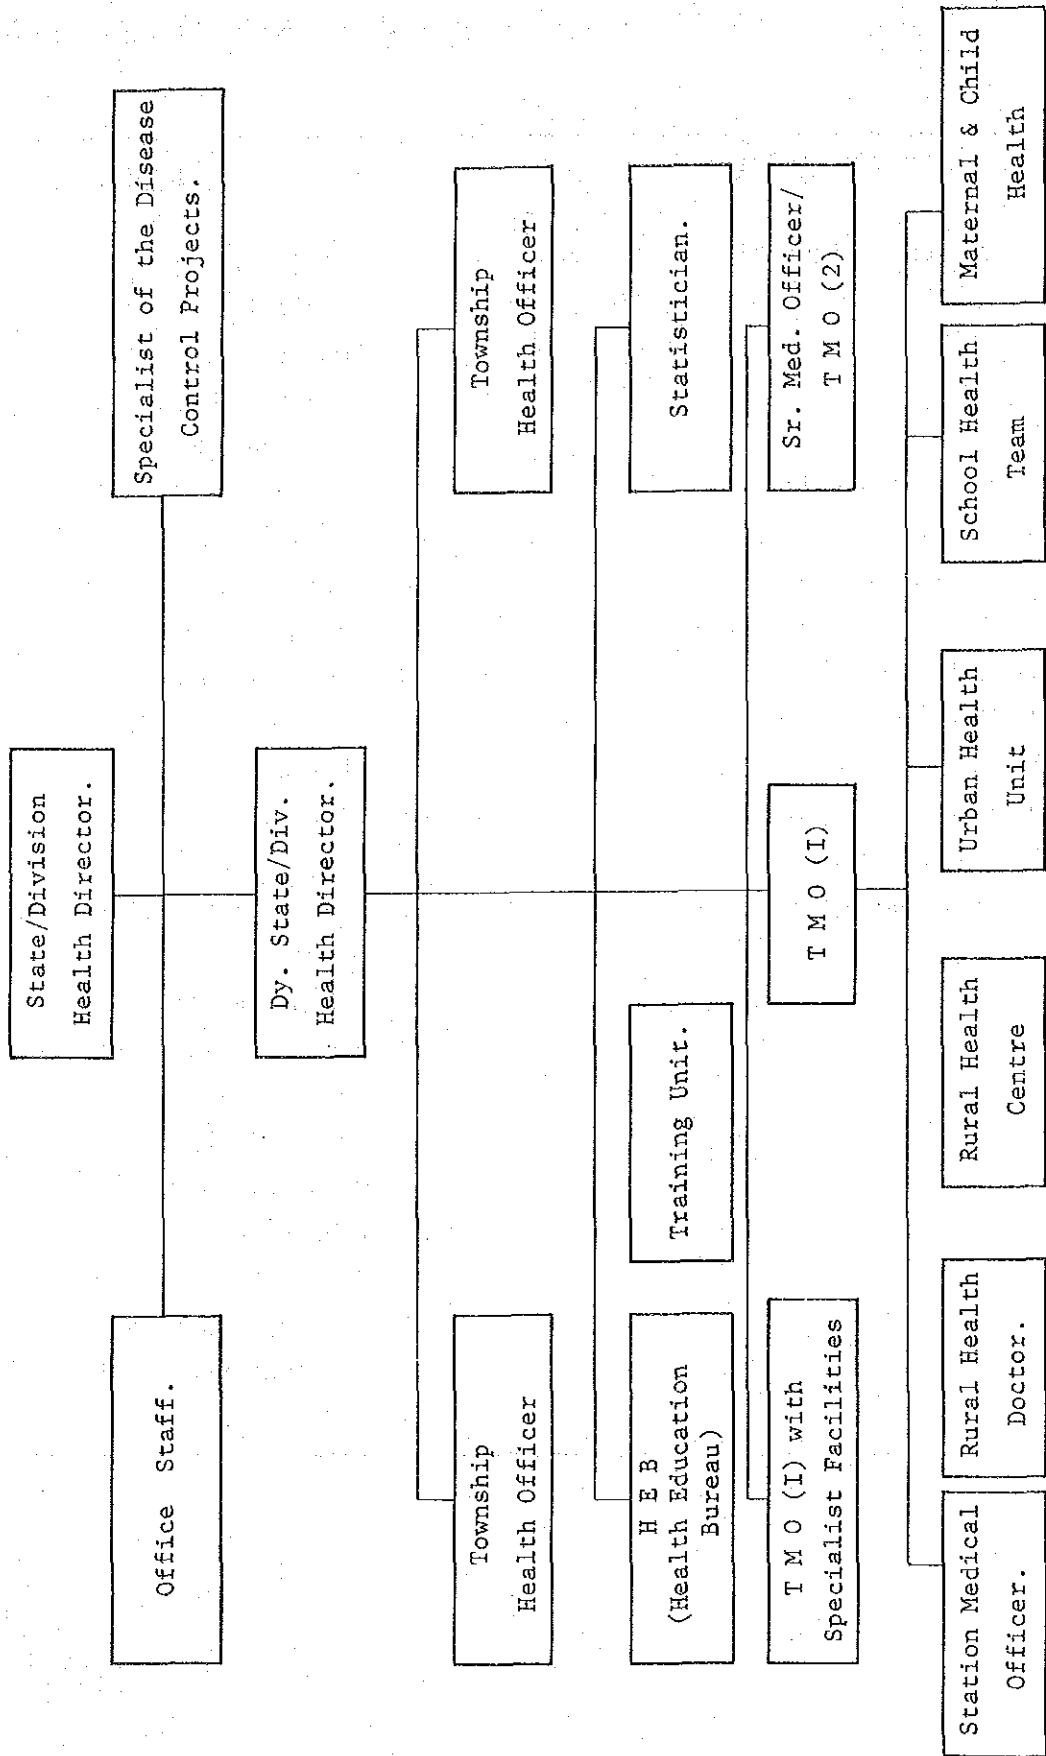 State/Division
Health Director.
Office Staff.
Specialist of the Disease
Control Projects.
Dy. State/Div.
Health Director.
Township
Health Officer
Township
Health Officer
H E B
(Health Education
Bureau)
Training Unit.
Statistician.
T M O (I) with
Specialist Facilities
T M O (I)
Sr. Med. Officer/
T M O (2)
Station Medical
Officer.
Rural Health
Doctor.
Rural Health
Centre
Urban Health
Unit
School Health
Team
Maternal & Child
Health